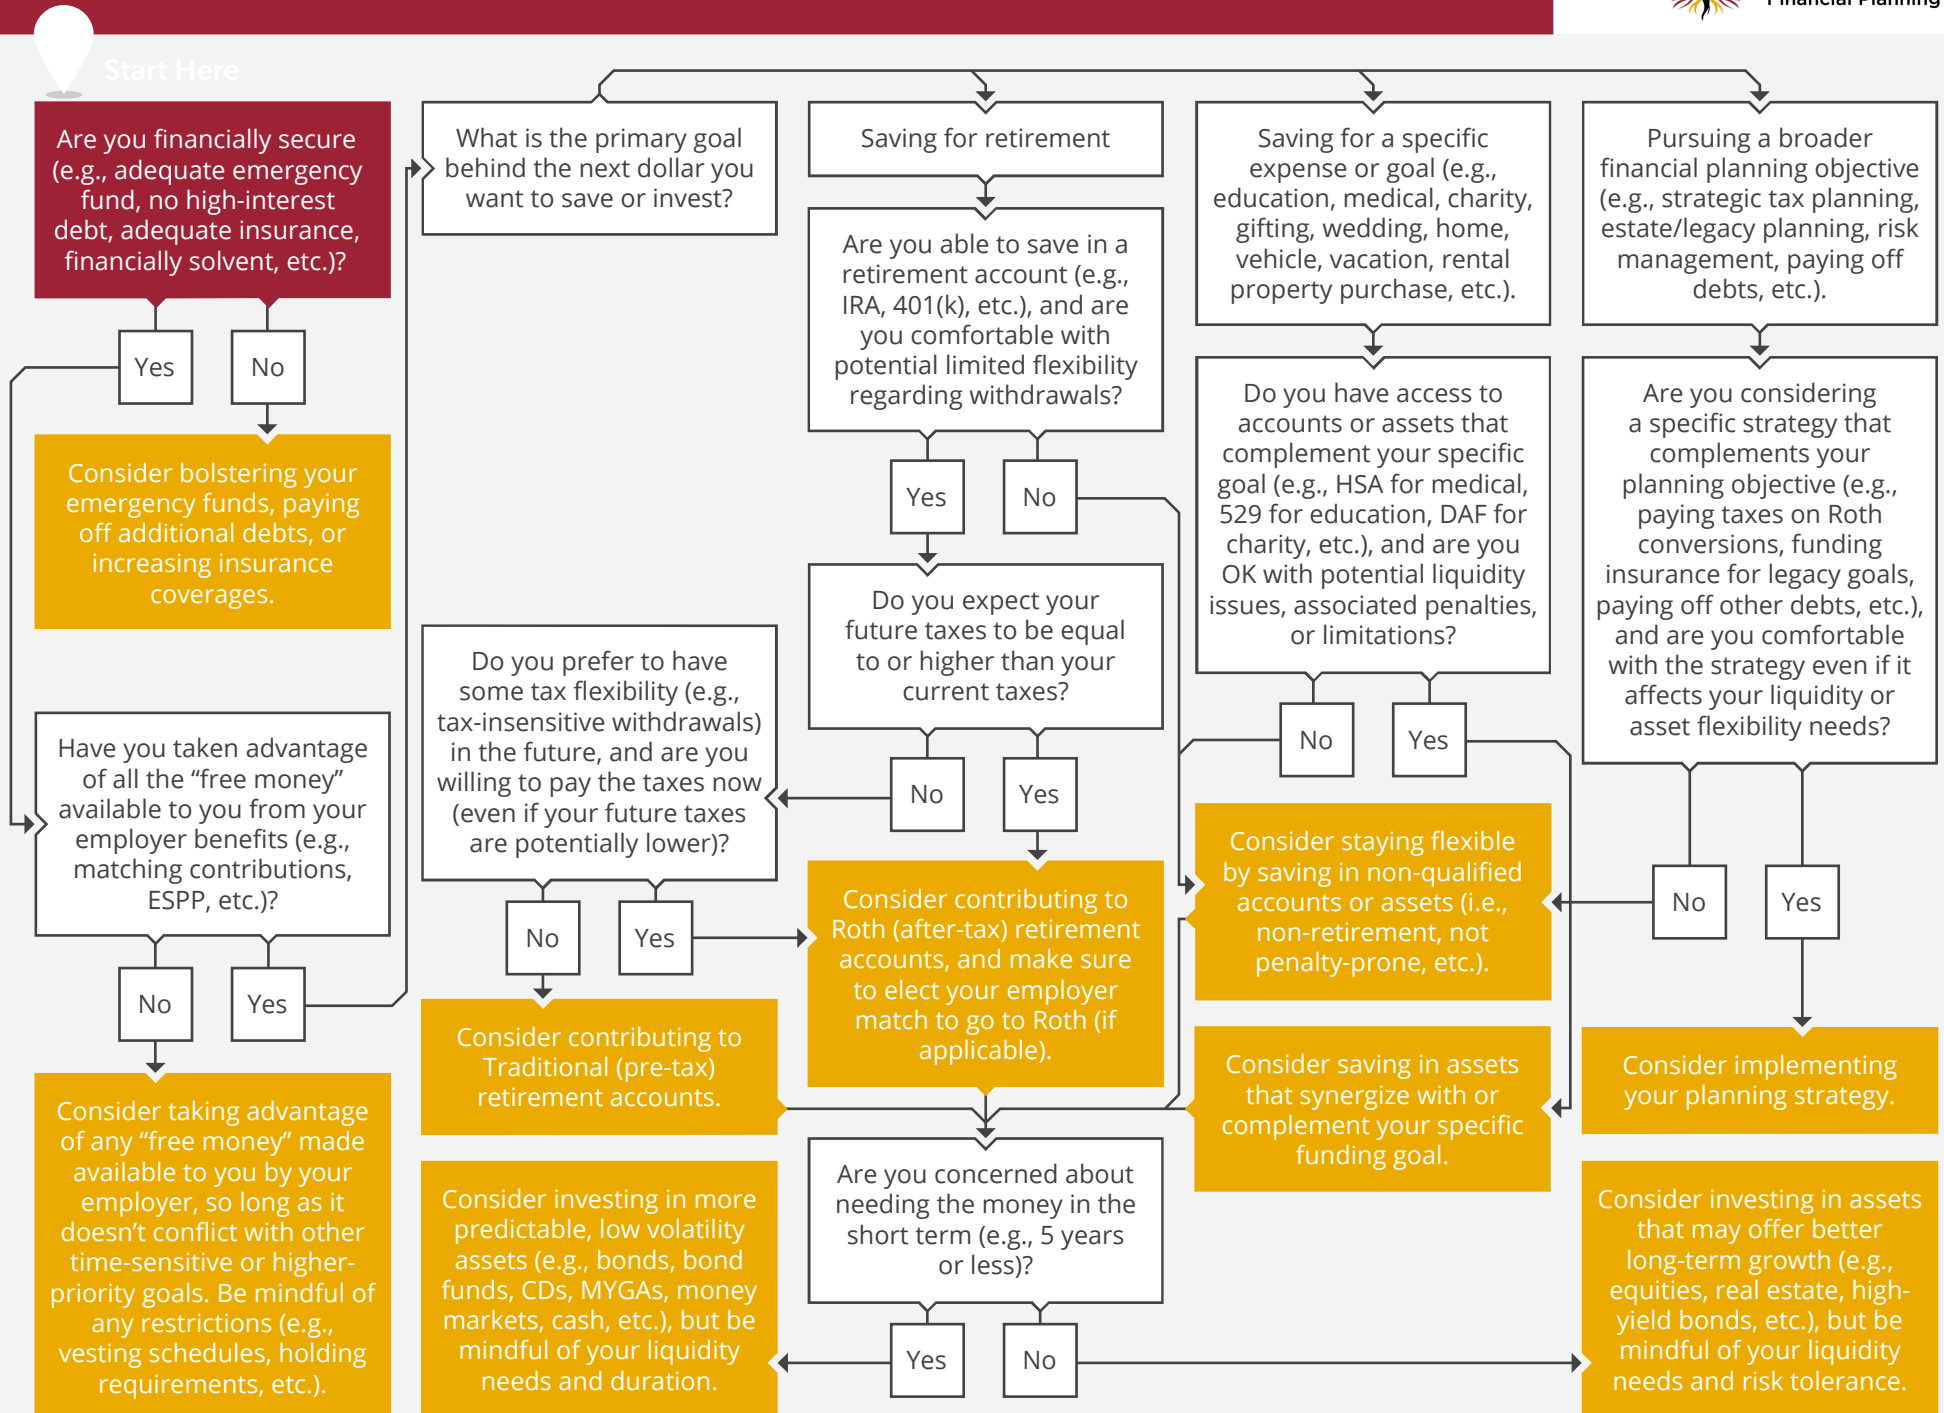 Financial Planning
Start Here
Are you financially secure
(e.g., adequate emergency
fund, no high-interest
debt, adequate insurance,
financially solvent, etc.)?
Yes
No
Consider bolstering your
emergency funds, paying
off additional debts, or
increasing insurance
coverages.
Have you taken advantage
of all the “free money”
available to you from your
employer benefits (e.g.,
matching contributions,
ESPP, etc.)?
No
Yes
Consider taking advantage
of any “free money” made
available to you by your
employer, so long as it
doesn’t conflict with other
time-sensitive or higher-
priority goals. Be mindful of
any restrictions (e.g.,
vesting schedules, holding
requirements, etc.).
What is the primary goal
behind the next dollar you
want to save or invest?
Saving for retirement
Are you able to save in a
retirement account (e.g.,
IRA, 401(k), etc.), and are
you comfortable with
potential limited flexibility
regarding withdrawals?
Yes
No
Do you expect your
future taxes to be equal
to or higher than your
current taxes?
No
Yes
Do you prefer to have
some tax flexibility (e.g.,
tax-insensitive withdrawals)
in the future, and are you
willing to pay the taxes now
(even if your future taxes
are potentially lower)?
No
Yes
Consider contributing to
Traditional (pre-tax)
retirement accounts.
Consider contributing to
Roth (after-tax) retirement
accounts, and make sure
to elect your employer
match to go to Roth (if
applicable).
Saving for a specific
expense or goal (e.g.,
education, medical, charity,
gifting, wedding, home,
vehicle, vacation, rental
property purchase, etc.).
Do you have access to
accounts or assets that
complement your specific
goal (e.g., HSA for medical,
529 for education, DAF for
charity, etc.), and are you
OK with potential liquidity
issues, associated penalties,
or limitations?
No
Yes
Consider staying flexible
by saving in non-qualified
accounts or assets (i.e.,
non-retirement, not
penalty-prone, etc.).
Consider saving in assets
that synergize with or
complement your specific
funding goal.
Pursuing a broader
financial planning objective
(e.g., strategic tax planning,
estate/legacy planning, risk
management, paying off
debts, etc.).
Are you considering
a specific strategy that
complements your
planning objective (e.g.,
paying taxes on Roth
conversions, funding
insurance for legacy goals,
paying off other debts, etc.),
and are you comfortable
with the strategy even if it
affects your liquidity or
asset flexibility needs?
No
Yes
Consider implementing
your planning strategy.
Are you concerned about
needing the money in the
short term (e.g., 5 years
or less)?
Yes
No
Consider investing in more
predictable, low volatility
assets (e.g., bonds, bond
funds, CDs, MYGAs, money
markets, cash, etc.), but be
mindful of your liquidity
needs and duration.
Consider investing in assets
that may offer better
long-term growth (e.g.,
equities, real estate, high-
yield bonds, etc.), but be
mindful of your liquidity
needs and risk tolerance.